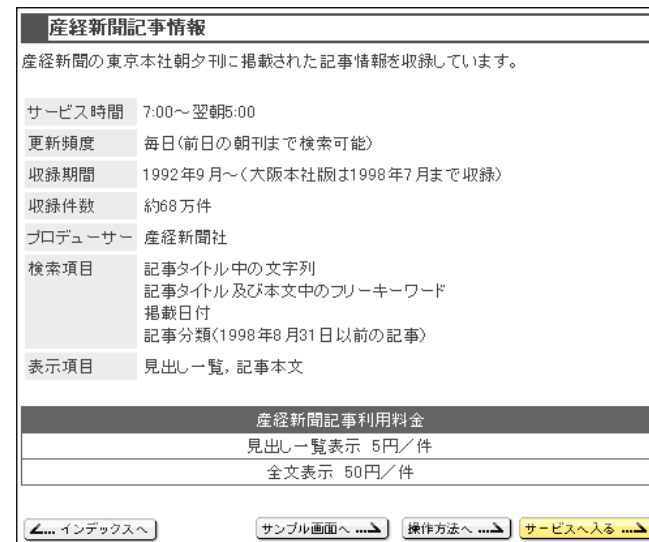 産経新聞記事情報
産経新聞の東京本社朝夕刊に掲載された記事情報を収録しています。
サービス時間 7:00～翌朝5:00
更新頻度 毎日(前日の朝刊まで検索可能)
収録期間 1992年9月～(大阪本社版は1998年7月まで収録)
収録件数 約68万件
プロデューサー 産経新聞社
検索項目 記事タイトル中の文字列
記事タイトル及び本文中のフリーキーワード
掲載日付
記事分類(1998年8月31日以前の記事)
表示項目 見出し一覧, 記事本文
産経新聞記事利用料金
見出し一覧表示 5円／件
全文表示 50円／件
インデックスへ サンプル画面へ 操作方法へ サービスへ入る